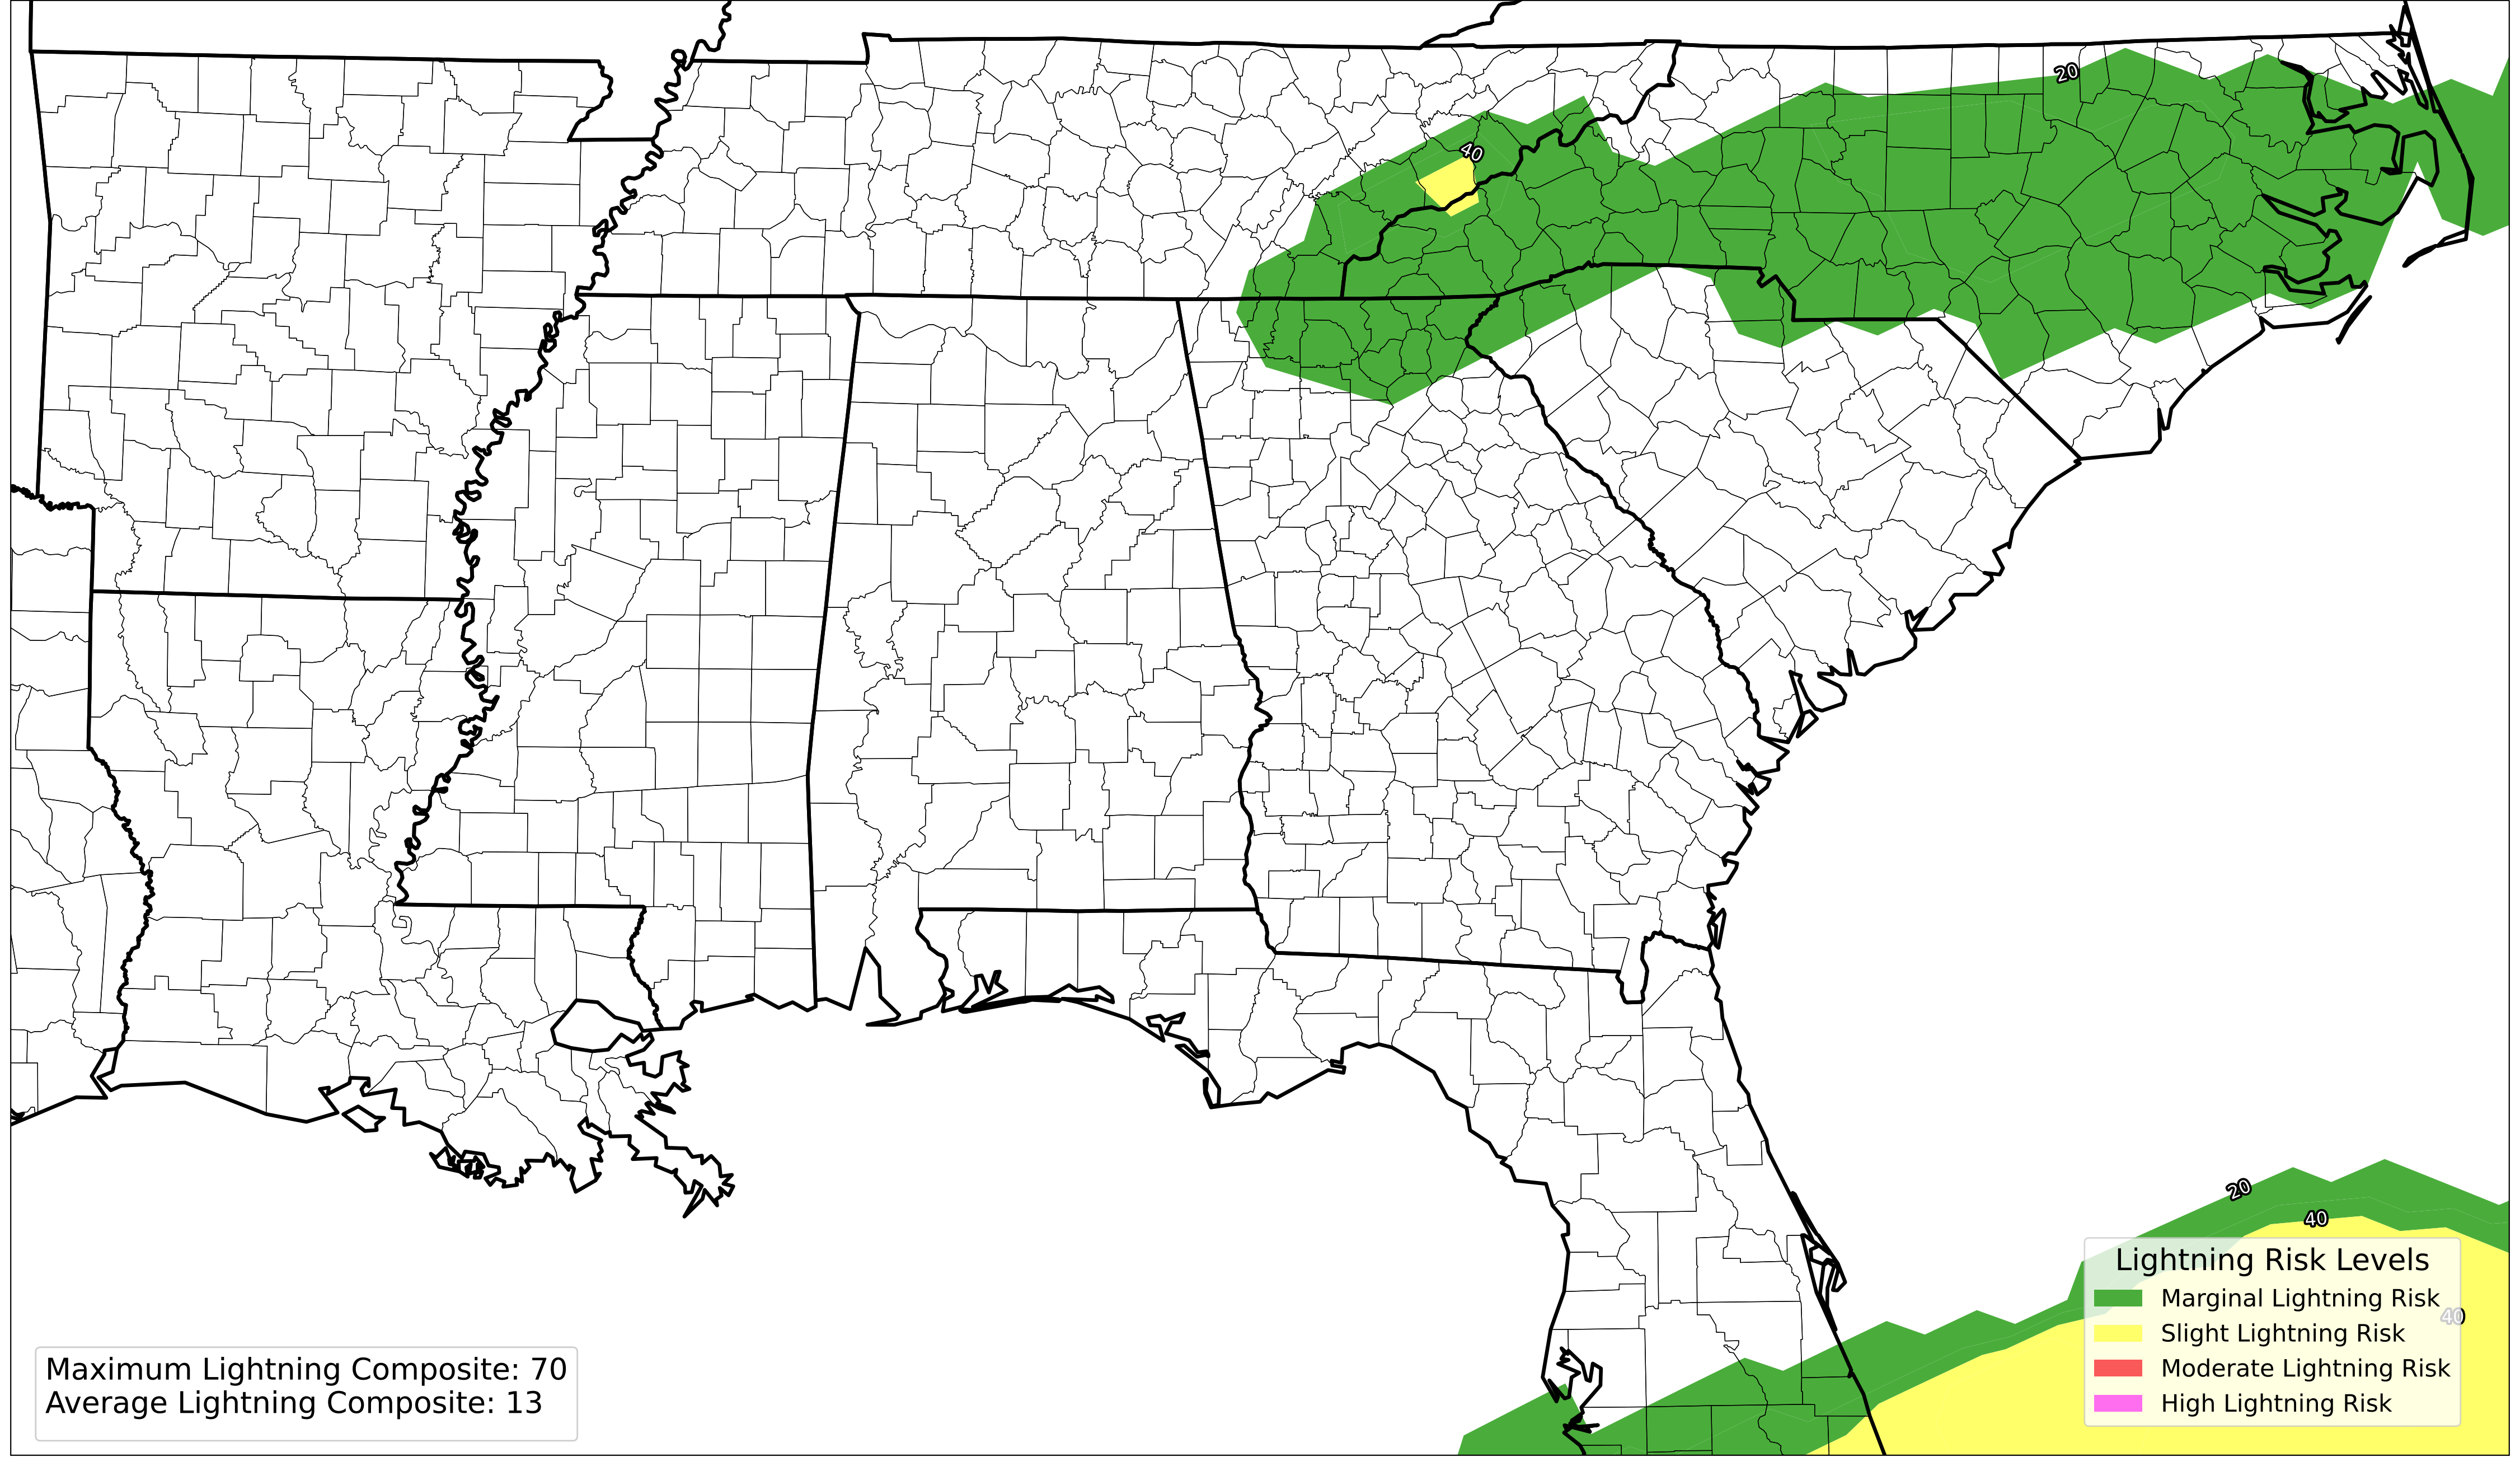 20
40
20
40
40
Lightning Risk Levels
Marginal Lightning Risk
Slight Lightning Risk
Moderate Lightning Risk
High Lightning Risk
Maximum Lightning Composite: 70
Average Lightning Composite: 13